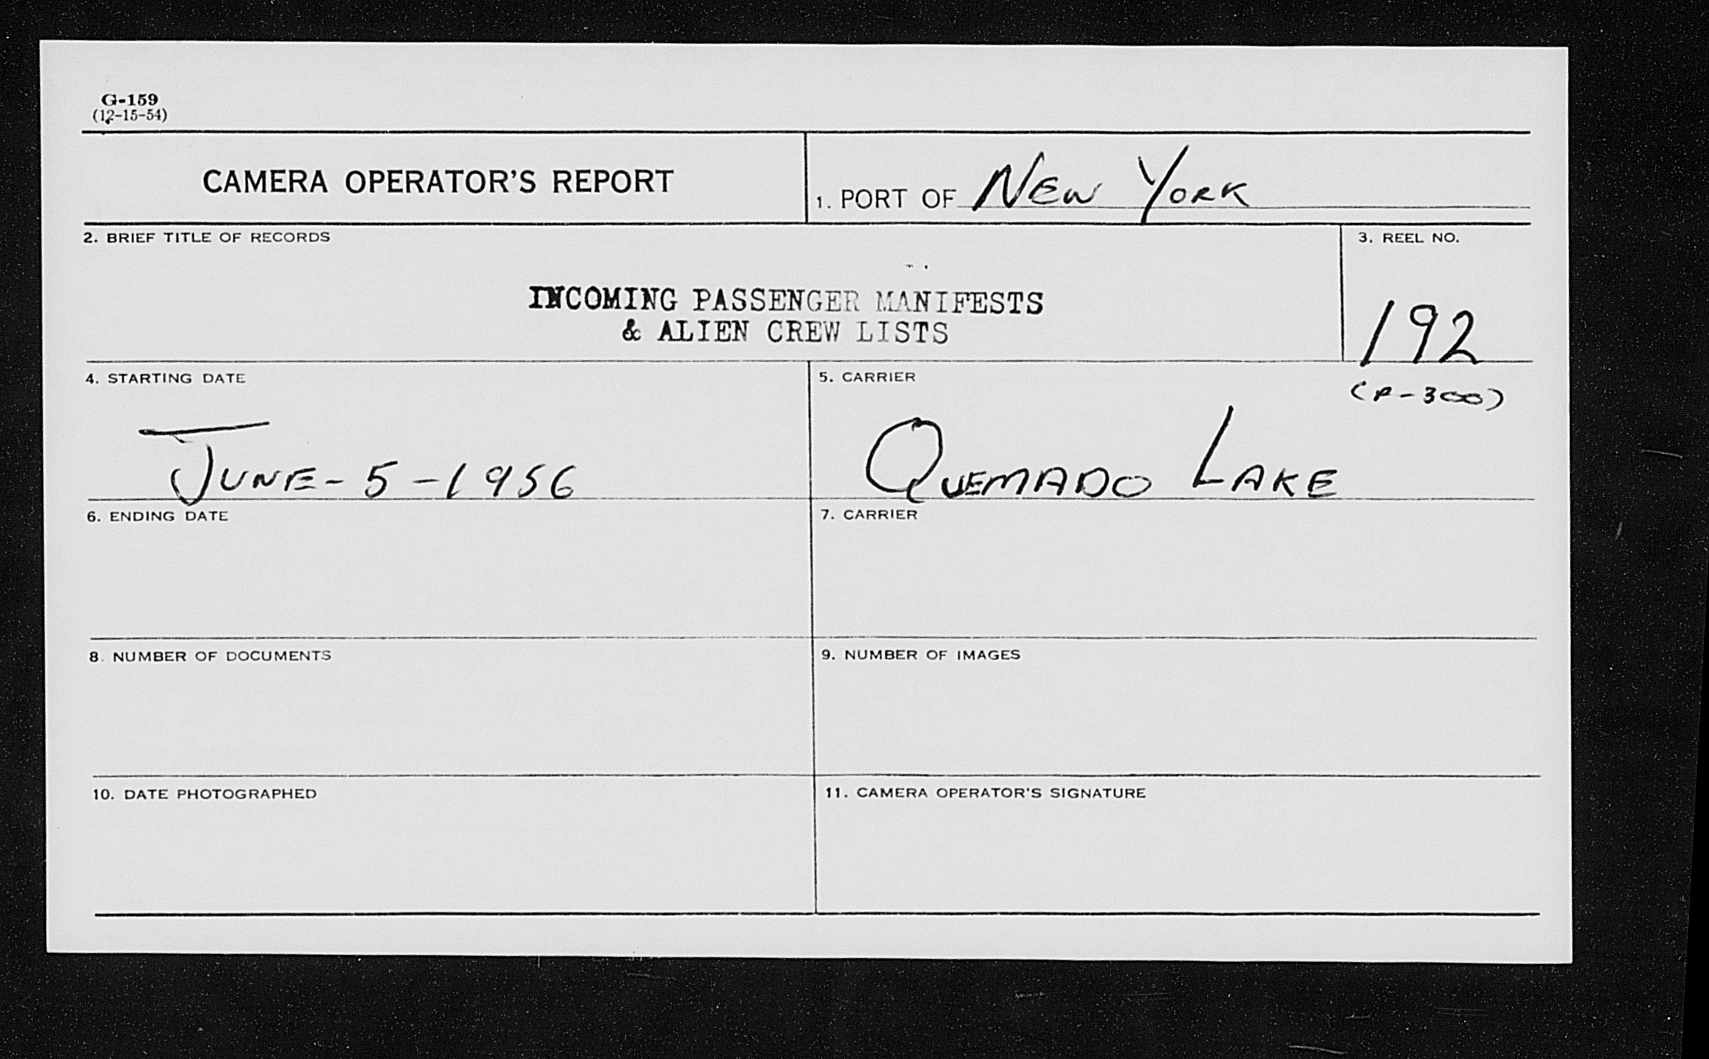 G-159
(12-15-54)
CAMERA OPERATOR'S REPORT
1. PORT OF New York
2. BRIEF TITLE OF RECORDS
3. REEL NO.
INCOMING PASSENGER MANIFESTS
& ALIEN CREW LISTS
192
4. STARTING DATE
5. CARRIER
(P-300)
JUNE-5-1956
QUEMADO LAKE
6. ENDING DATE
7. CARRIER
8. NUMBER OF DOCUMENTS
9. NUMBER OF IMAGES
10. DATE PHOTOGRAPHED
11. CAMERA OPERATOR'S SIGNATURE